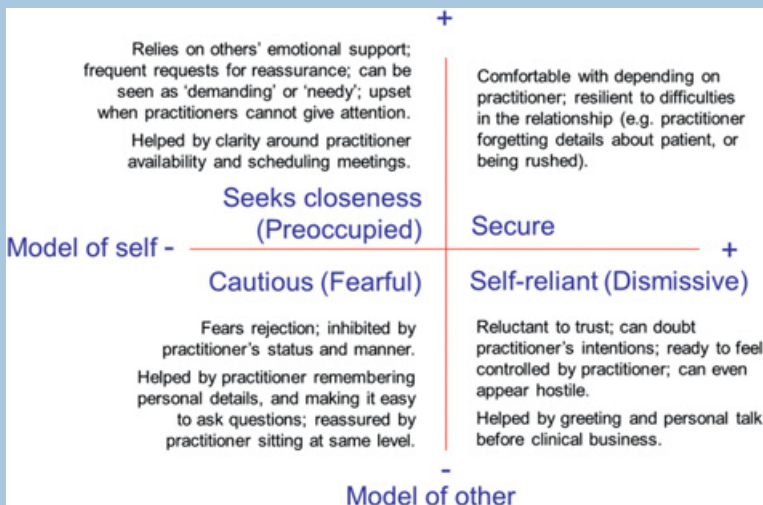 +
Relies on others' emotional support;
frequent requests for reassurance; can be
seen as 'demanding' or 'needy'; upset
when practitioners cannot give attention.
Helped by clarity around practitioner
availability and scheduling meetings.
Seeks closeness
(Preoccupied)
Comfortable with depending on
practitioner; resilient to difficulties
in the relationship (e.g. practitioner
forgetting details about patient, or
being rushed).
Secure
Model of self -
+
Cautious (Fearful)
Fears rejection; inhibited by
practitioner's status and manner.
Helped by practitioner remembering
personal details, and making it easy
to ask questions; reassured by
practitioner sitting at same level.
Self-reliant (Dismissive)
Reluctant to trust; can doubt
practitioner's intentions; ready to feel
controlled by practitioner; can even
appear hostile.
Helped by greeting and personal talk
before clinical business.
-
Model of other